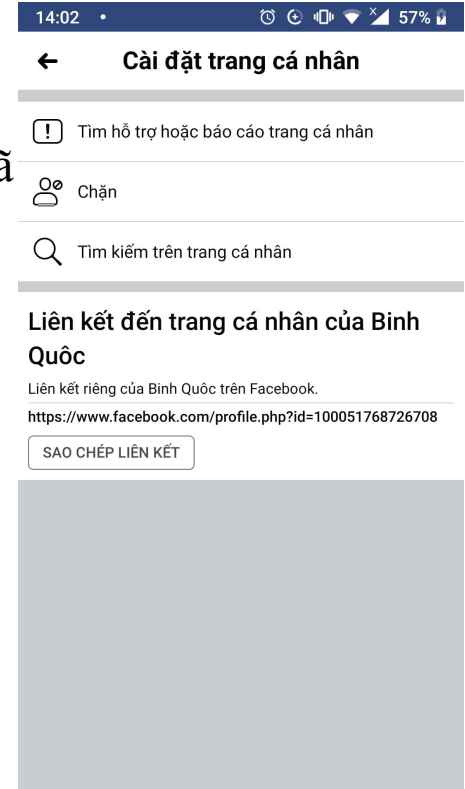 14:02
57%
Cài đặt trang cá nhân
Tìm hỗ trợ hoặc báo cáo trang cá nhân
ã
Chặn
Tìm kiếm trên trang cá nhân
Liên kết đến trang cá nhân của Binh
Quôc
Liên kết riêng của Binh Quôc trên Facebook.
https://www.facebook.com/profile.php?id=100051768726708
SAO CHÉP LIÊN KẾT